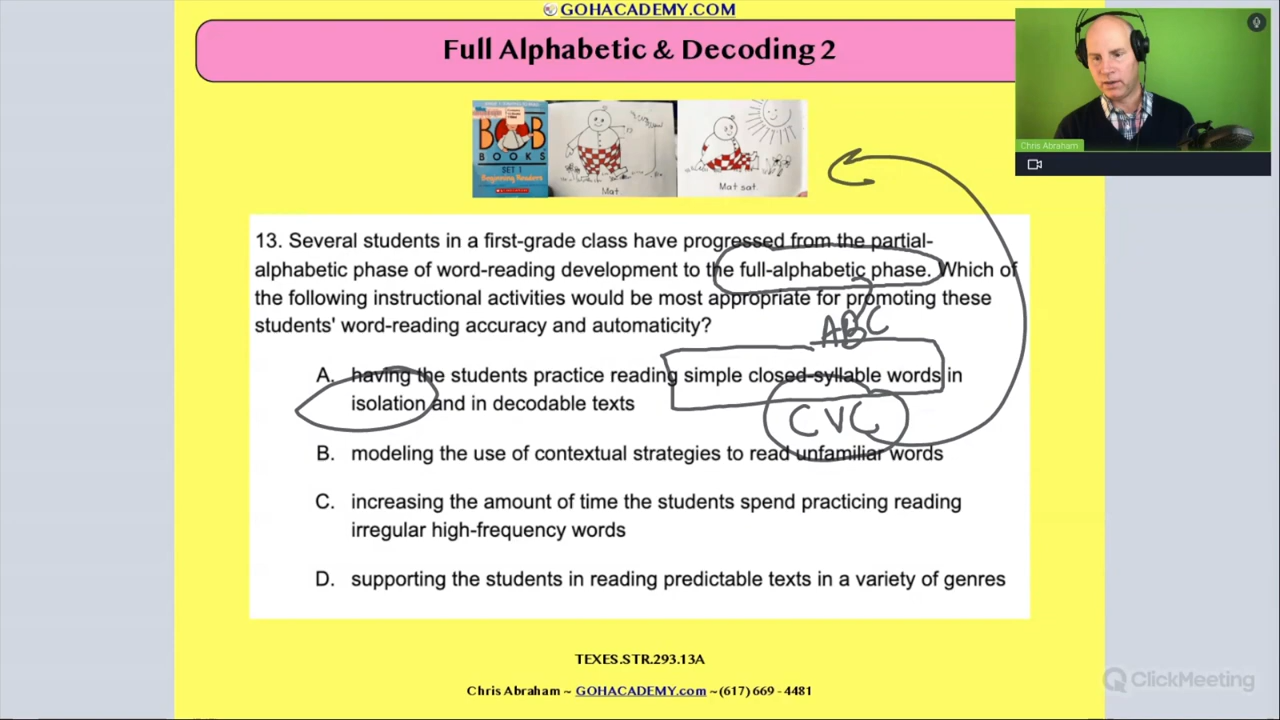 GOHACADEMY.COM
Full Alphabetic & Decoding 2
Chris Abraham
BOB
BOOKS
SET 1
Beginning Readers
SCHOLASTIC
Mat
Mat sat.
13. Several students in a first-grade class have progressed from the partial-
alphabetic phase of word-reading development to the full-alphabetic phase. Which of
the following instructional activities would be most appropriate for promoting these
students' word-reading accuracy and automaticity?
ABC
A. having the students practice reading simple closed-syllable words in
isolation and in decodable texts
CVC
B. modeling the use of contextual strategies to read unfamiliar words
C. increasing the amount of time the students spend practicing reading
irregular high-frequency words
D. supporting the students in reading predictable texts in a variety of genres
TEXES.STR.293.13A
Chris Abraham ~ GOHACADEMY.com ~(617) 669 - 4481
ClickMeeting